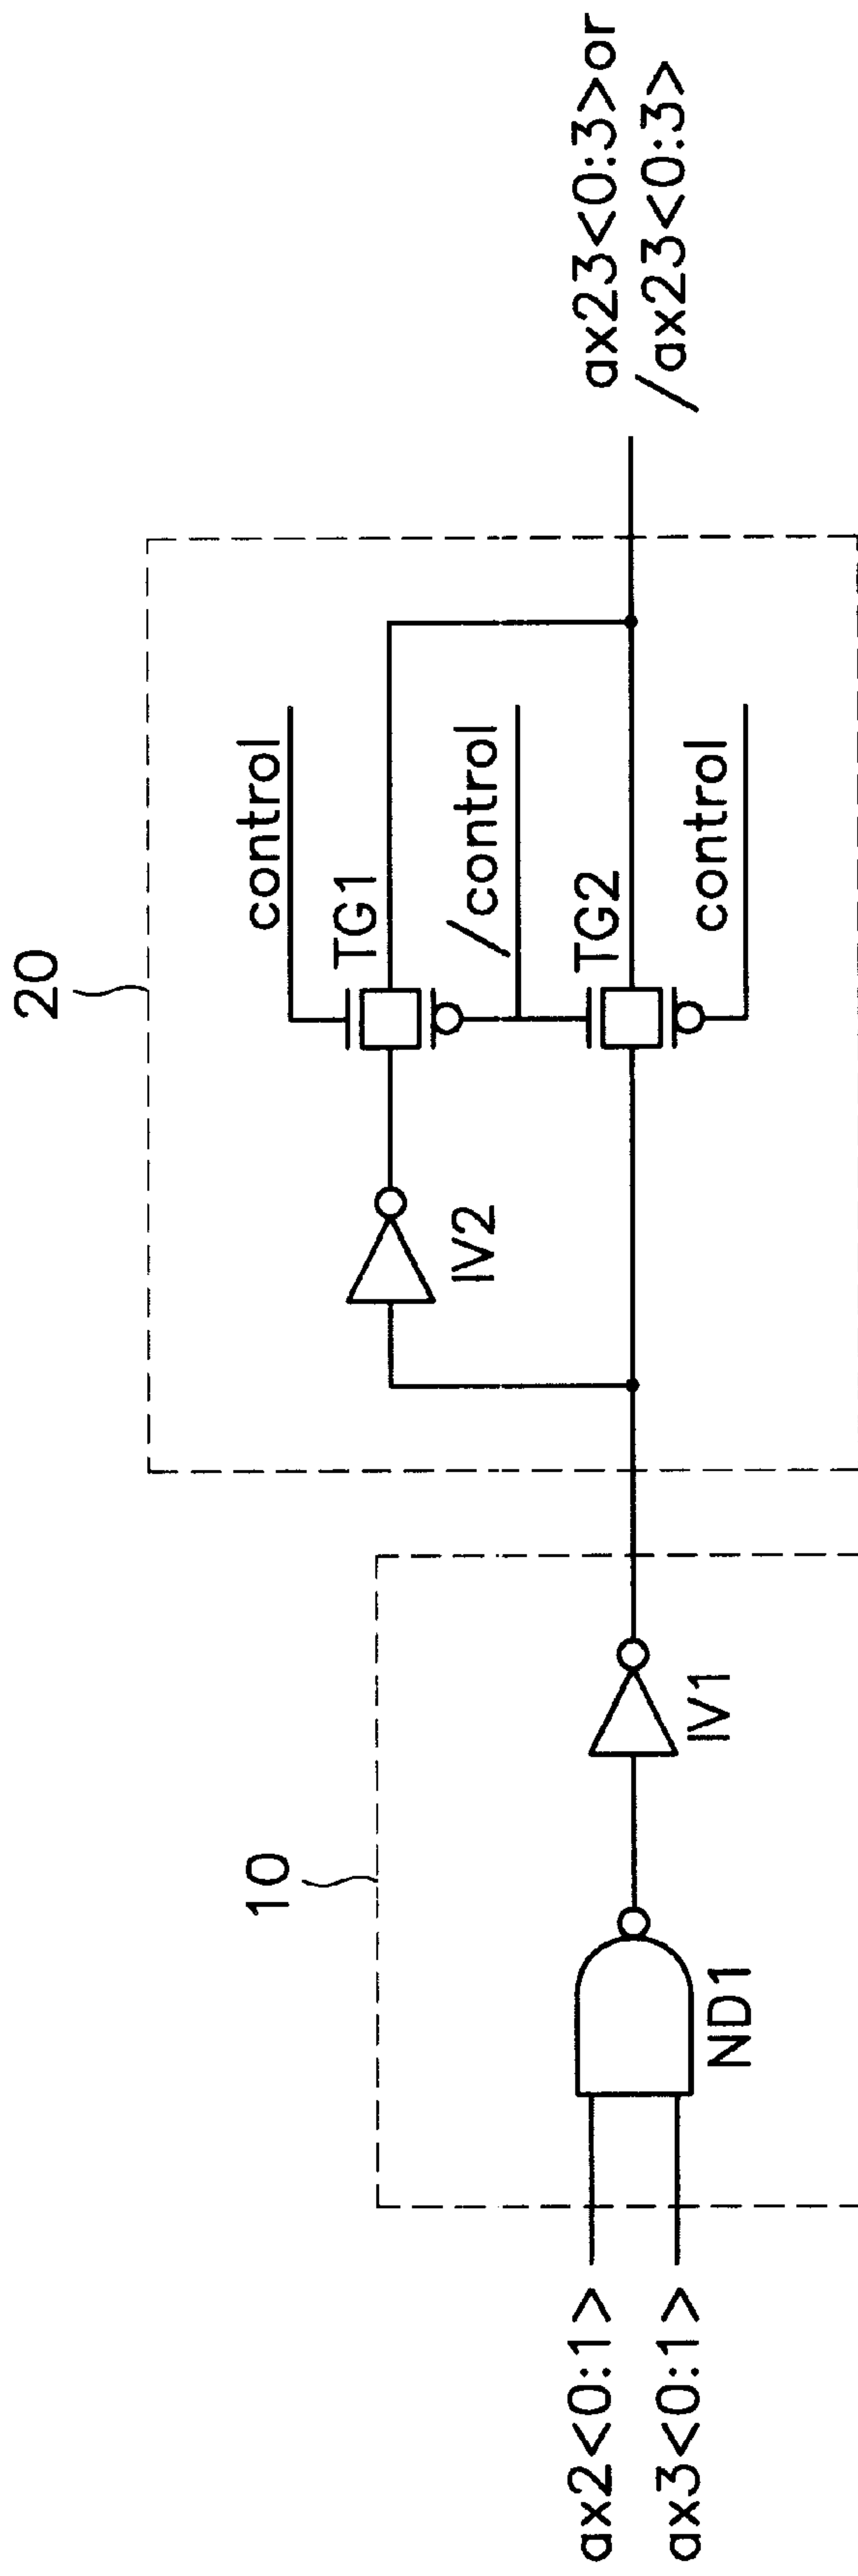 20
control
TG1
/control
TG2
control
IV2
ax23<0:3>or
/ax23<0:3>
10
IV1
ND1
ax2<0:1>
ax3<0:1>